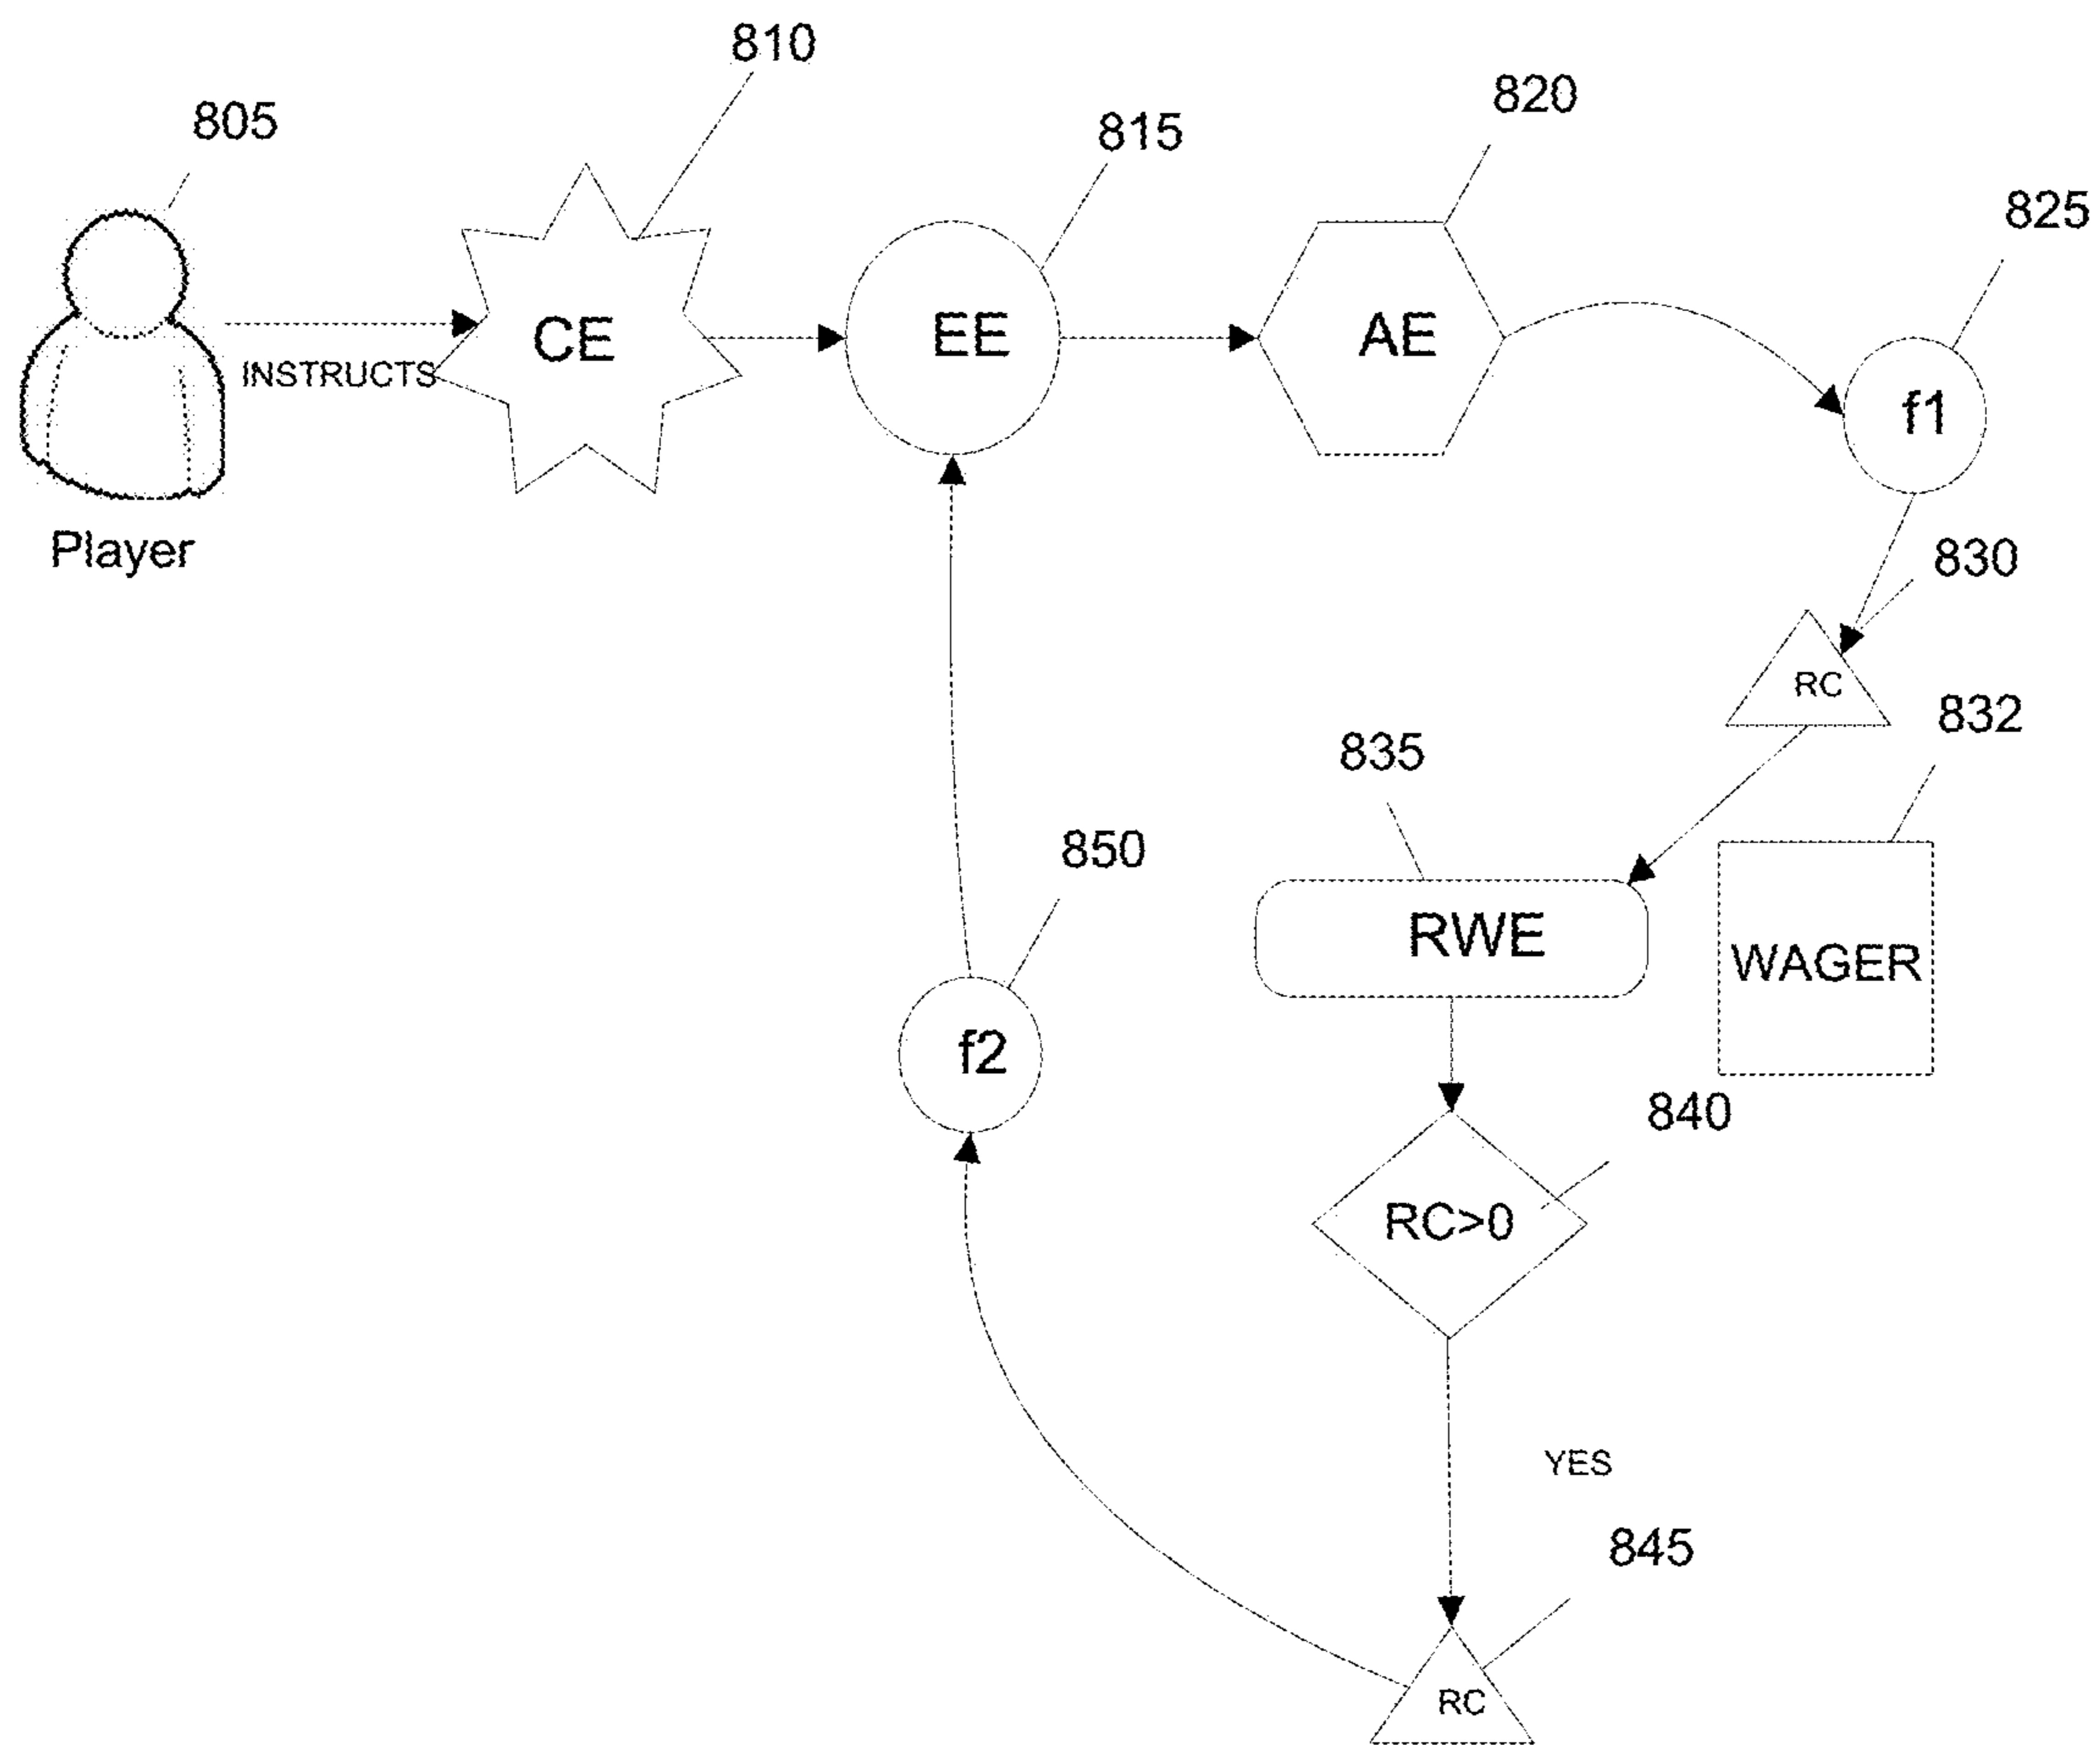 810
820
805
815
825
CE
EE
AE
INSTRUCTS
f1
Player
830
RC
832
835
850
RWE
WAGER
f2
840
RC>0
YES
845
RC